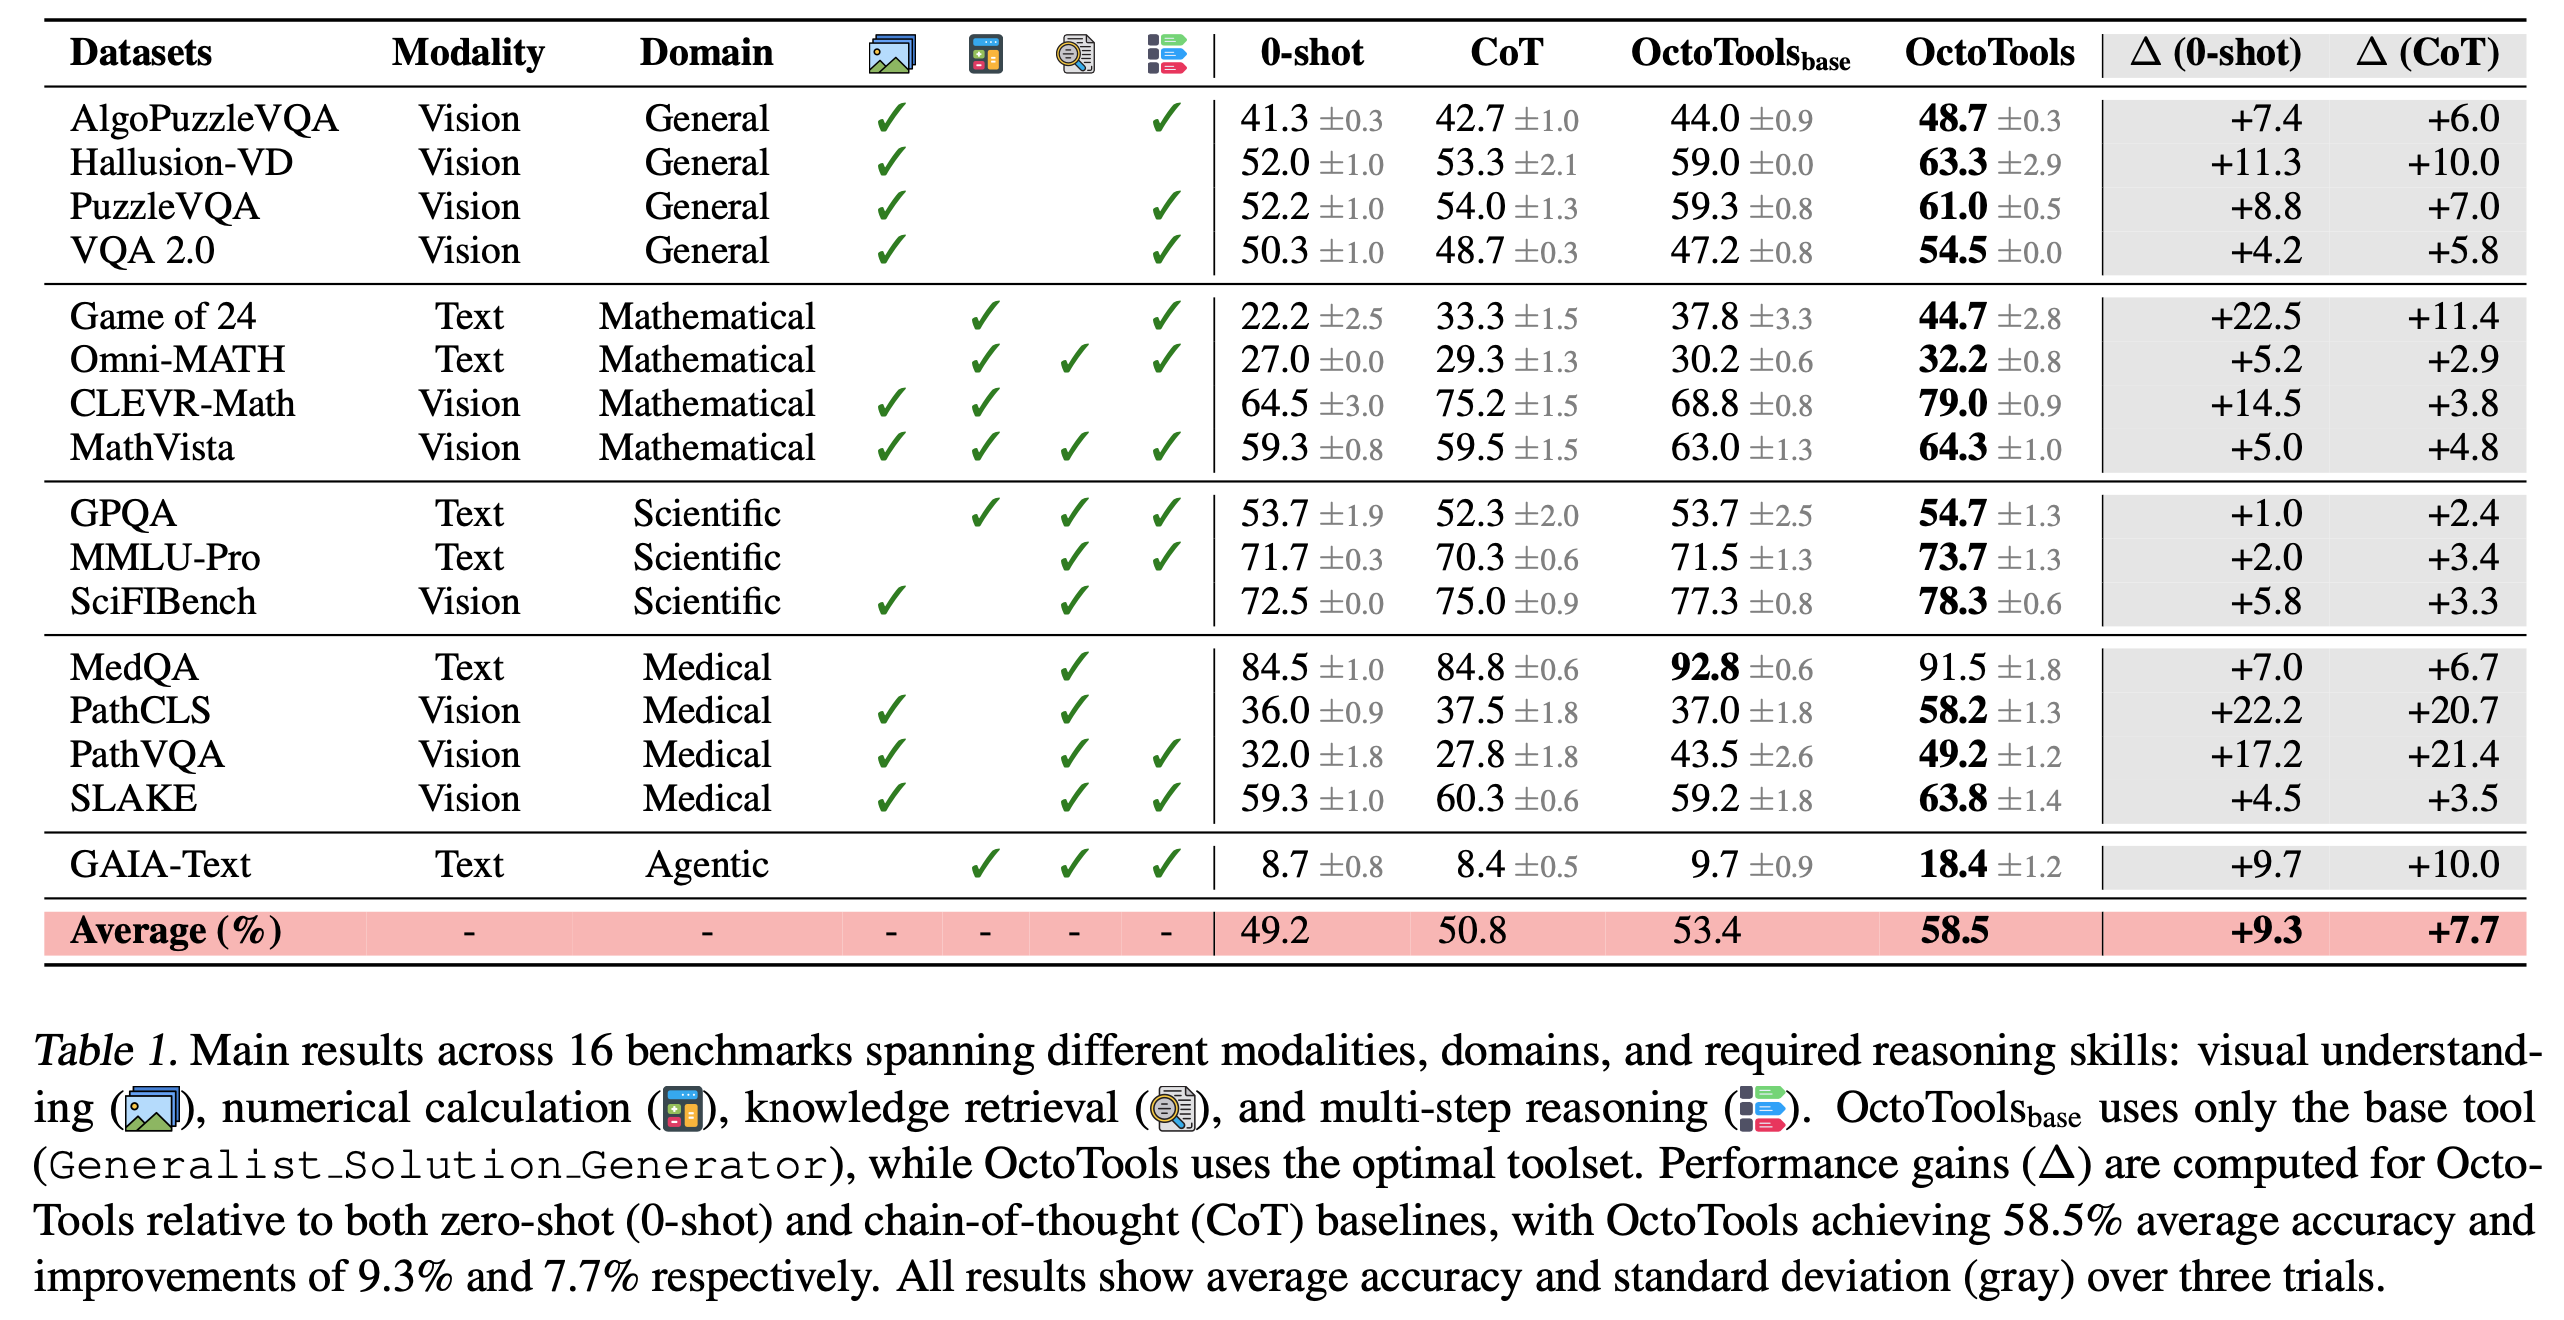 Datasets Modality Domain 0-shot CoT OctoTools_base OctoTools Δ (0-shot) Δ (CoT)
AlgoPuzzleVQA Vision General ✓ ✓ 41.3 ±0.3 42.7 ±1.0 44.0 ±0.9 48.7 ±0.3 +7.4 +6.0
Hallusion-VD Vision General ✓ 52.0 ±1.0 53.3 ±2.1 59.0 ±0.0 63.3 ±2.9 +11.3 +10.0
PuzzleVQA Vision General ✓ ✓ 52.2 ±1.0 54.0 ±1.3 59.3 ±0.8 61.0 ±0.5 +8.8 +7.0
VQA 2.0 Vision General ✓ ✓ 50.3 ±1.0 48.7 ±0.3 47.2 ±0.8 54.5 ±0.0 +4.2 +5.8
Game of 24 Text Mathematical ✓ ✓ 22.2 ±2.5 33.3 ±1.5 37.8 ±3.3 44.7 ±2.8 +22.5 +11.4
Omni-MATH Text Mathematical ✓ ✓ ✓ 27.0 ±0.0 29.3 ±1.3 30.2 ±0.6 32.2 ±0.8 +5.2 +2.9
CLEVR-Math Vision Mathematical ✓ ✓ 64.5 ±3.0 75.2 ±1.5 68.8 ±0.8 79.0 ±0.9 +14.5 +3.8
MathVista Vision Mathematical ✓ ✓ ✓ ✓ 59.3 ±0.8 59.5 ±1.5 63.0 ±1.3 64.3 ±1.0 +5.0 +4.8
GPQA Text Scientific ✓ ✓ ✓ 53.7 ±1.9 52.3 ±2.0 53.7 ±2.5 54.7 ±1.3 +1.0 +2.4
MMLU-Pro Text Scientific ✓ ✓ 71.7 ±0.3 70.3 ±0.6 71.5 ±1.3 73.7 ±1.3 +2.0 +3.4
SciFIBench Vision Scientific ✓ ✓ 72.5 ±0.0 75.0 ±0.9 77.3 ±0.8 78.3 ±0.6 +5.8 +3.3
MedQA Text Medical ✓ 84.5 ±1.0 84.8 ±0.6 92.8 ±0.6 91.5 ±1.8 +7.0 +6.7
PathCLS Vision Medical ✓ ✓ 36.0 ±0.9 37.5 ±1.8 37.0 ±1.8 58.2 ±1.3 +22.2 +20.7
PathVQA Vision Medical ✓ ✓ ✓ 32.0 ±1.8 27.8 ±1.8 43.5 ±2.6 49.2 ±1.2 +17.2 +21.4
SLAKE Vision Medical ✓ ✓ ✓ 59.3 ±1.0 60.3 ±0.6 59.2 ±1.8 63.8 ±1.4 +4.5 +3.5
GAIA-Text Text Agentic ✓ ✓ ✓ 8.7 ±0.8 8.4 ±0.5 9.7 ±0.9 18.4 ±1.2 +9.7 +10.0
Average (%) - - - - - - 49.2 50.8 53.4 58.5 +9.3 +7.7
Table 1. Main results across 16 benchmarks spanning different modalities, domains, and required reasoning skills: visual understand-
ing ( ), numerical calculation ( ), knowledge retrieval ( ), and multi-step reasoning ( ). OctoTools_base uses only the base tool
(Generalist_Solution_Generator), while OctoTools uses the optimal toolset. Performance gains (Δ) are computed for Octo-
Tools relative to both zero-shot (0-shot) and chain-of-thought (CoT) baselines, with OctoTools achieving 58.5% average accuracy and
improvements of 9.3% and 7.7% respectively. All results show average accuracy and standard deviation (gray) over three trials.